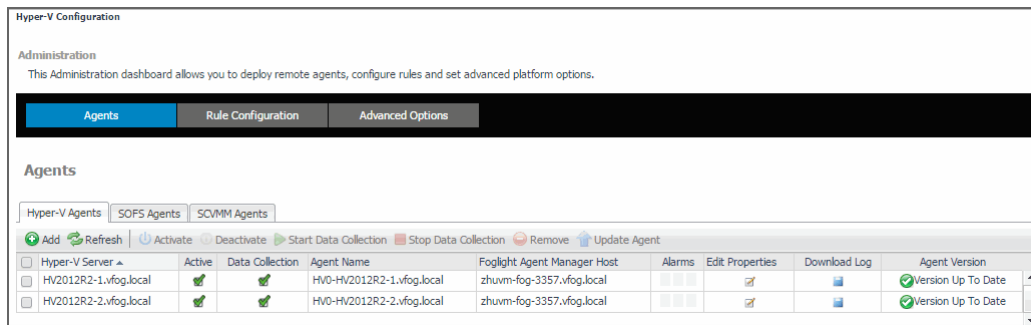 Hyper-V Configuration
Administration
This Administration dashboard allows you to deploy remote agents, configure rules and set advanced platform options.
Agents Rule Configuration Advanced Options
Agents
Hyper-V Agents SOFS Agents SCVMM Agents
Add Refresh Activate Deactivate Start Data Collection Stop Data Collection Remove Update Agent
Hyper-V Server Active Data Collection Agent Name Foglight Agent Manager Host Alarms Edit Properties Download Log Agent Version
HV2012R2-1.vfog.local HV0-HV2012R2-1.vfog.local zhuvm-fog-3357.vfog.local Version Up To Date
HV2012R2-2.vfog.local HV0-HV2012R2-2.vfog.local zhuvm-fog-3357.vfog.local Version Up To Date